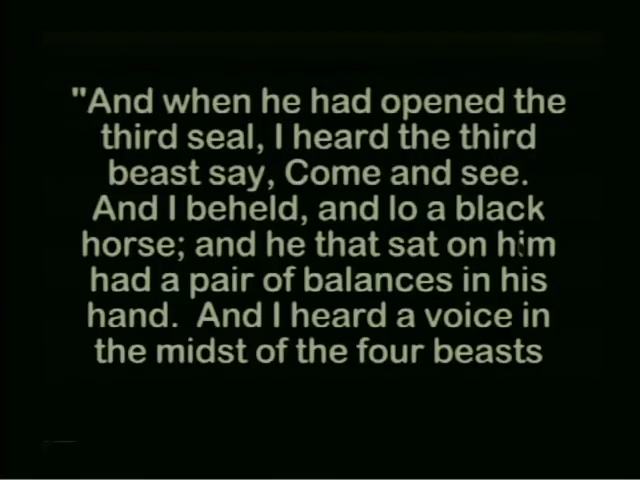 "And when he had opened the
third seal, I heard the third
beast say, Come and see.
And I beheld, and lo a black
horse; and he that sat on him
had a pair of balances in his
hand.  And I heard a voice in
the midst of the four beasts